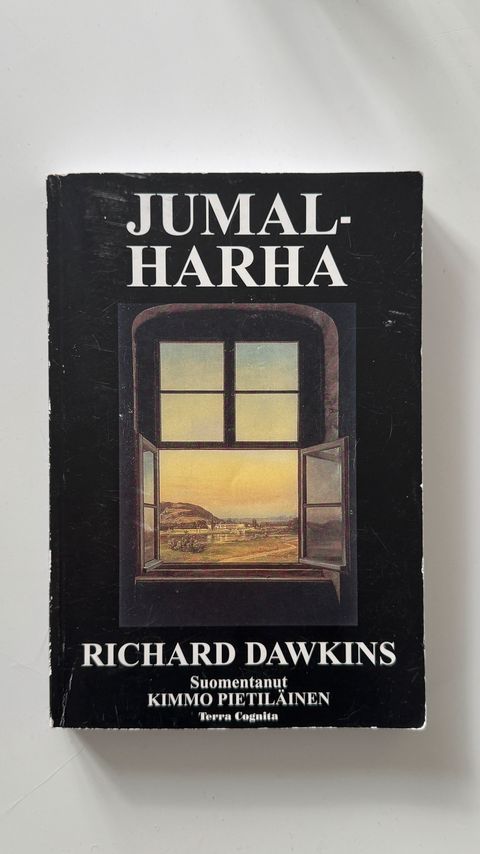 JUMAL-
HARHA
RICHARD DAWKINS
Suomentanut
KIMMO PIETILÄINEN
Terra Cognita